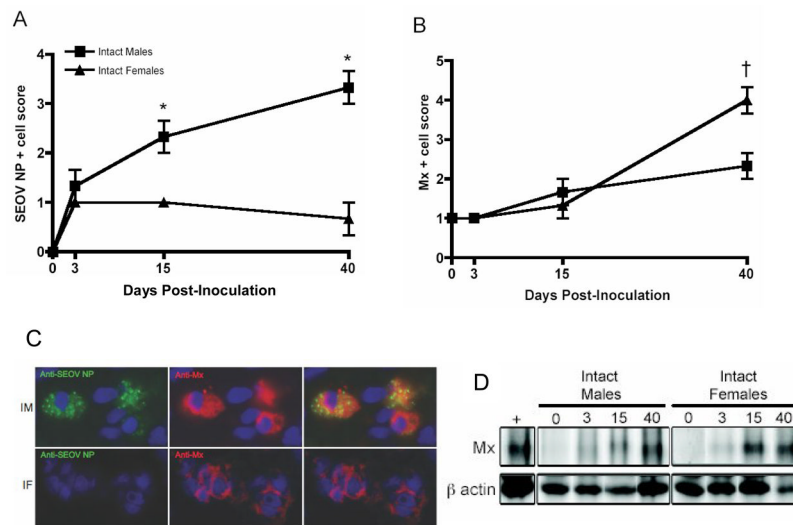 A
Intact Males
Intact Females
SEOV NP + cell score
4
3
2
1
0
*
*
0 3 15 40
Days Post-Inoculation
B
Mx + cell score
5
4
3
2
1
0
†
0 3 15 40
Days Post-Inoculation
C
Anti-SEOV NP
Anti-Mx
IM
Anti-SEOV NP
Anti-Mx
IF
D
Intact Males
Intact Females
+ 0 3 15 40 0 3 15 40
Mx
β actin